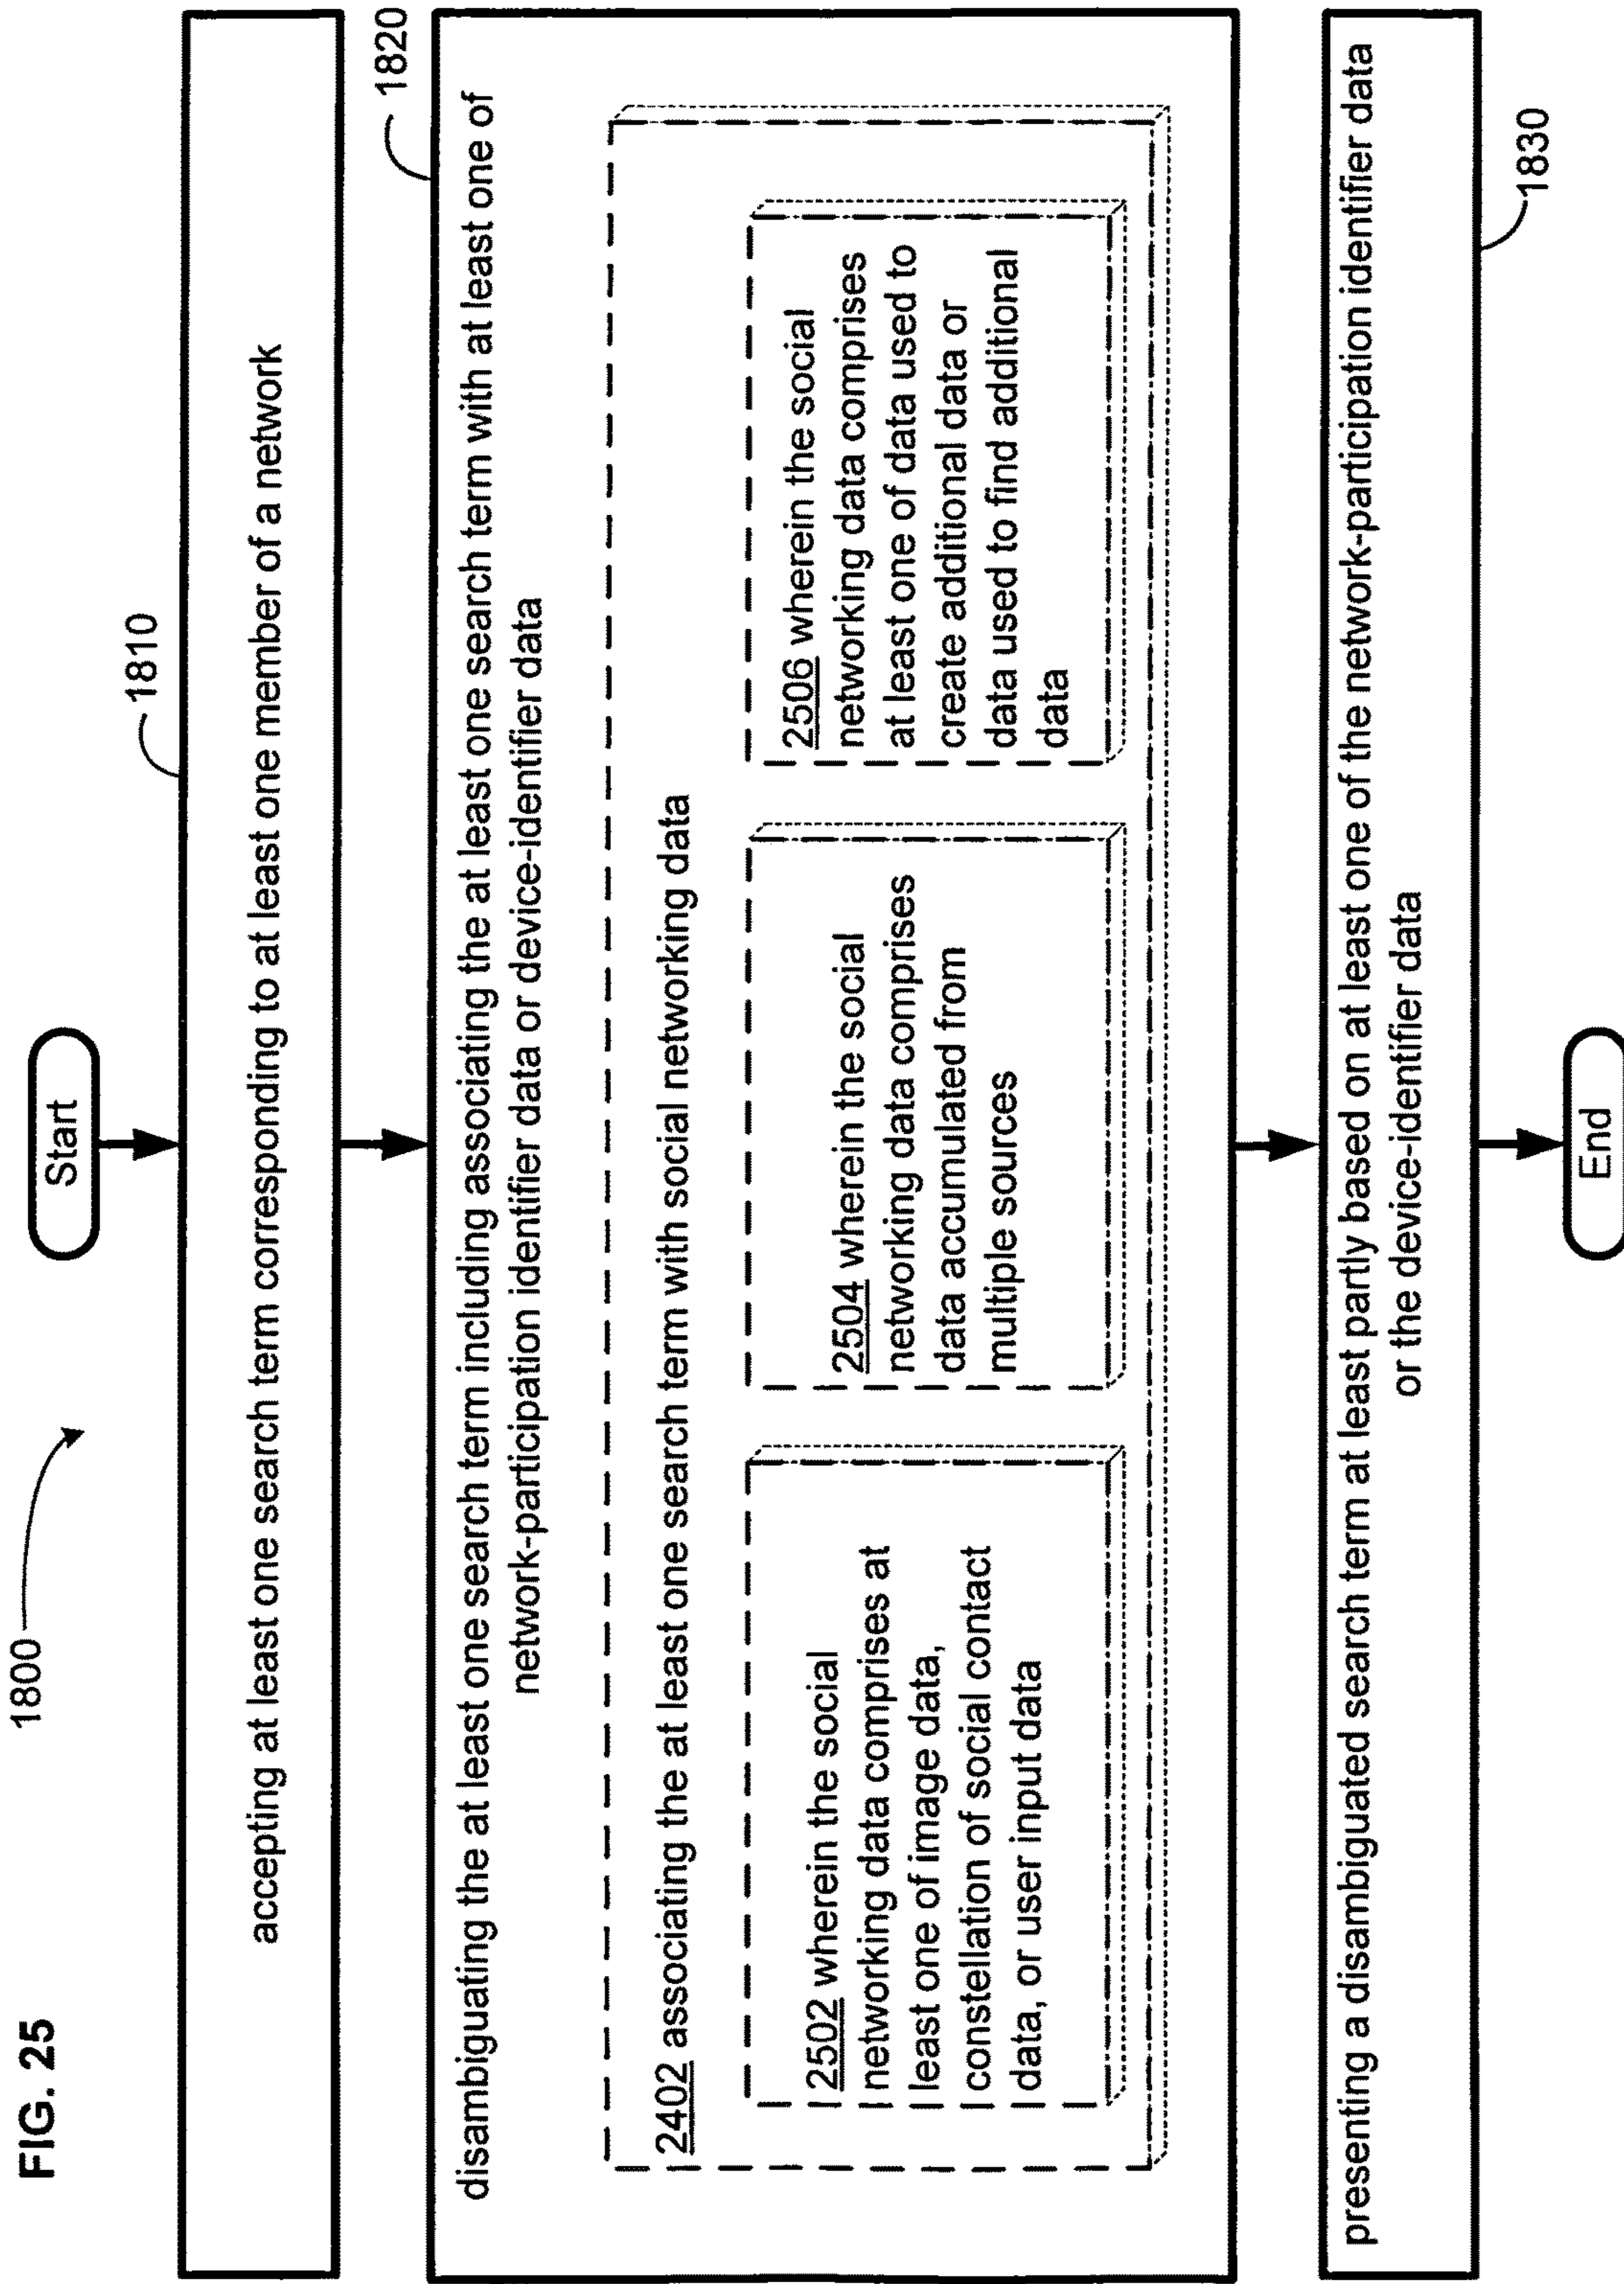 FIG. 25
1800
Start
1810
accepting at least one search term corresponding to at least one member of a network
1820
disambiguating the at least one search term including associating the at least one search term with at least one of
network-participation identifier data or device-identifier data
2402 associating the at least one search term with social networking data
2502 wherein the social
networking data comprises at
least one of image data,
constellation of social contact
data, or user input data
2504 wherein the social
networking data comprises
data accumulated from
multiple sources
2506 wherein the social
networking data comprises
at least one of data used to
create additional data or
data used to find additional
data
presenting a disambiguated search term at least partly based on at least one of the network-participation identifier data
or the device-identifier data
1830
End